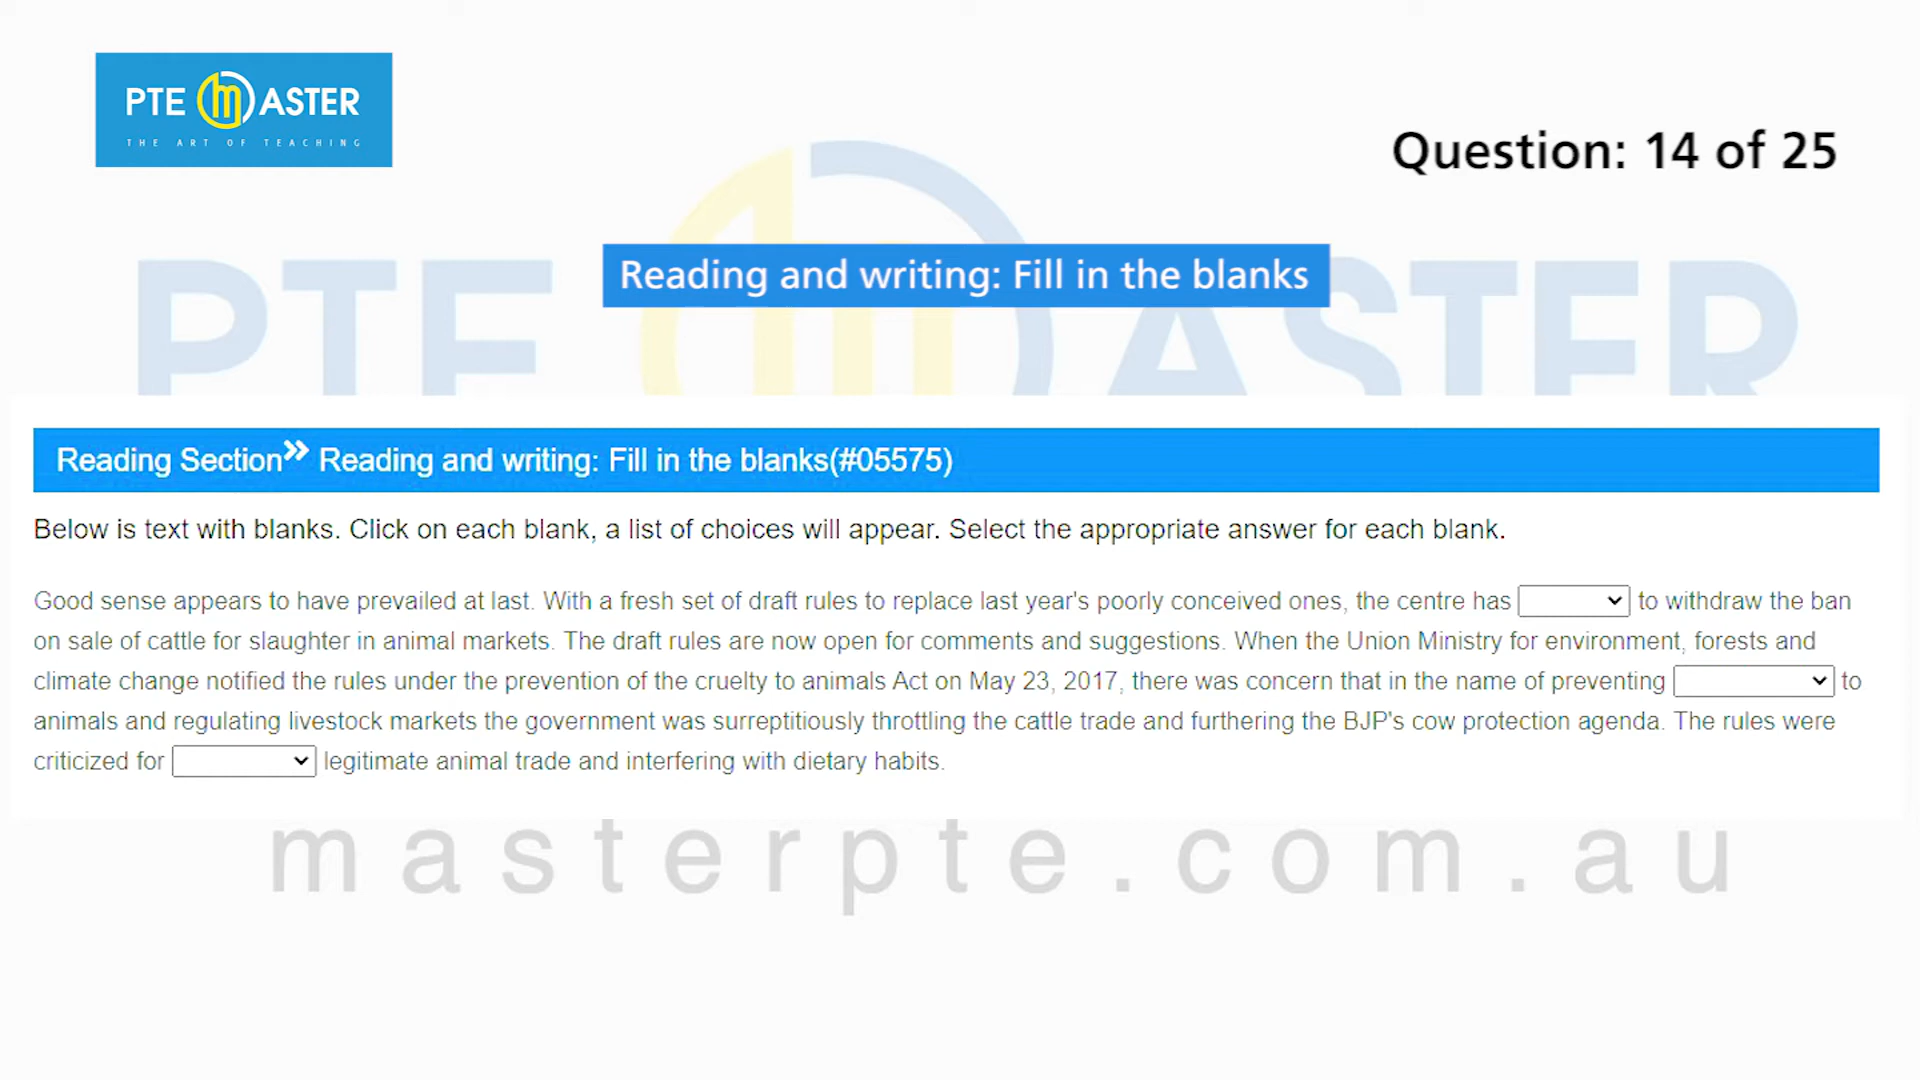 PTE MASTER
THE ART OF TEACHING
Question: 14 of 25
PTE MASTER
Reading and writing: Fill in the blanks
Reading Section» Reading and writing: Fill in the blanks(#05575)
Below is text with blanks. Click on each blank, a list of choices will appear. Select the appropriate answer for each blank.
Good sense appears to have prevailed at last. With a fresh set of draft rules to replace last year's poorly conceived ones, the centre has to withdraw the ban
on sale of cattle for slaughter in animal markets. The draft rules are now open for comments and suggestions. When the Union Ministry for environment, forests and
climate change notified the rules under the prevention of the cruelty to animals Act on May 23, 2017, there was concern that in the name of preventing to
animals and regulating livestock markets the government was surreptitiously throttling the cattle trade and furthering the BJP's cow protection agenda. The rules were
criticized for legitimate animal trade and interfering with dietary habits.
masterpte.com.au